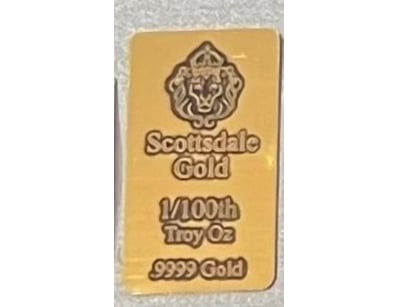 Scottsdale
Gold
1/100th
Troy Oz
.9999 Gold